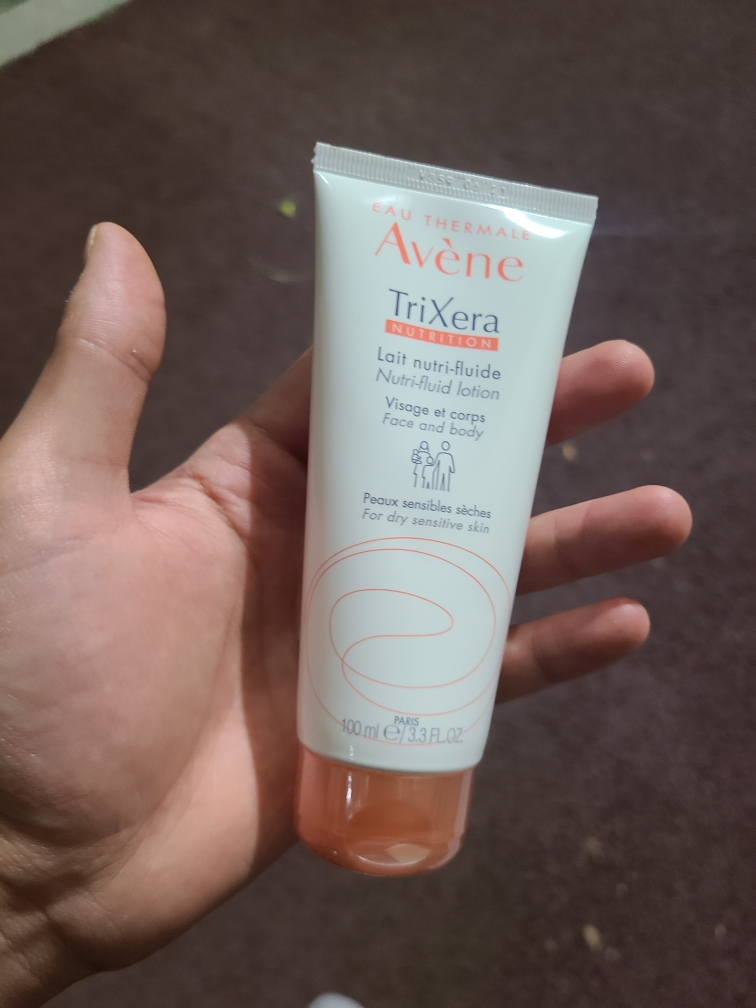 EAU THERMALE
Avène
TriXera
NUTRITION
Lait nutri-fluide
Nutri-fluid lotion
Visage et corps
Face and body
Peaux sensibles sèches
For dry sensitive skin
PARIS
100 ml ℮/3.3 FL.OZ.